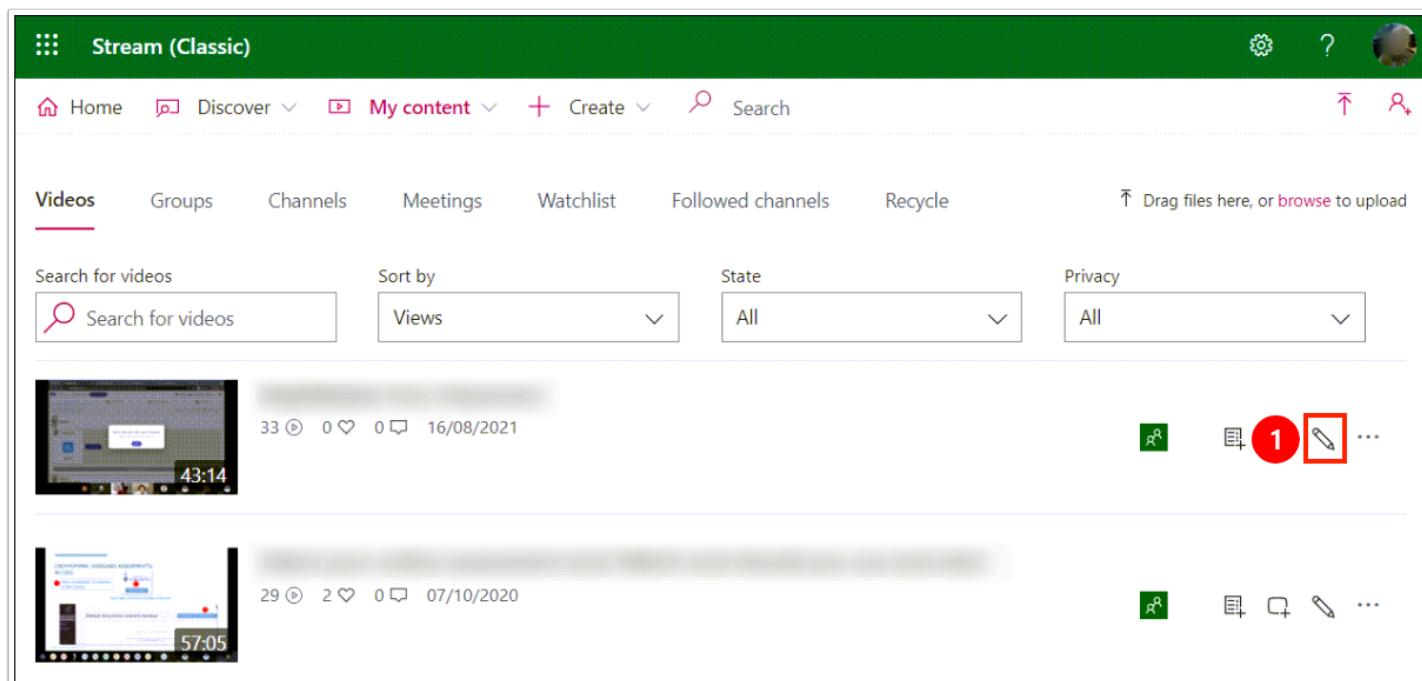 Stream (Classic)
?
Home Discover My content Create Search
Videos Groups Channels Meetings Watchlist Followed channels Recycle Drag files here, or browse to upload
Search for videos Sort by State Privacy
Search for videos Views All All
33 0 0 16/08/2021
1
43:14
29 2 0 07/10/2020
57:05